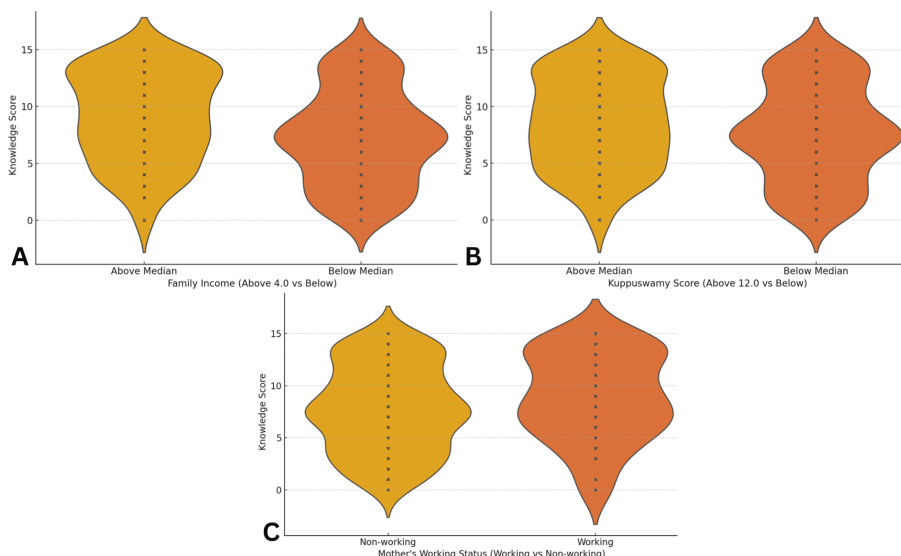 15
10
5
0
Knowledge Score
A
Above Median
Below Median
Family Income (Above 4.0 vs Below)
15
10
5
0
Knowledge Score
B
Above Median
Below Median
Kuppuswamy Score (Above 12.0 vs Below)
15
10
5
0
Knowledge Score
C
Non-working
Working
Mother's Working Status (Working vs Non-working)